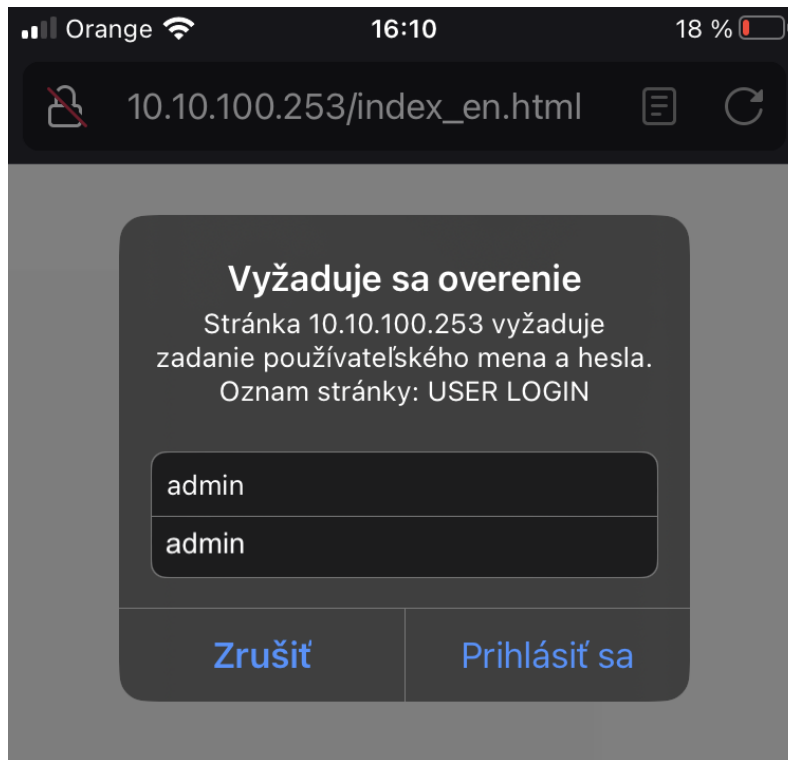 Orange 16:10 18 %
10.10.100.253/index_en.html
Vyžaduje sa overenie
Stránka 10.10.100.253 vyžaduje
zadanie používateľského mena a hesla.
Oznam stránky: USER LOGIN
admin
admin
Zrušiť Prihlásiť sa